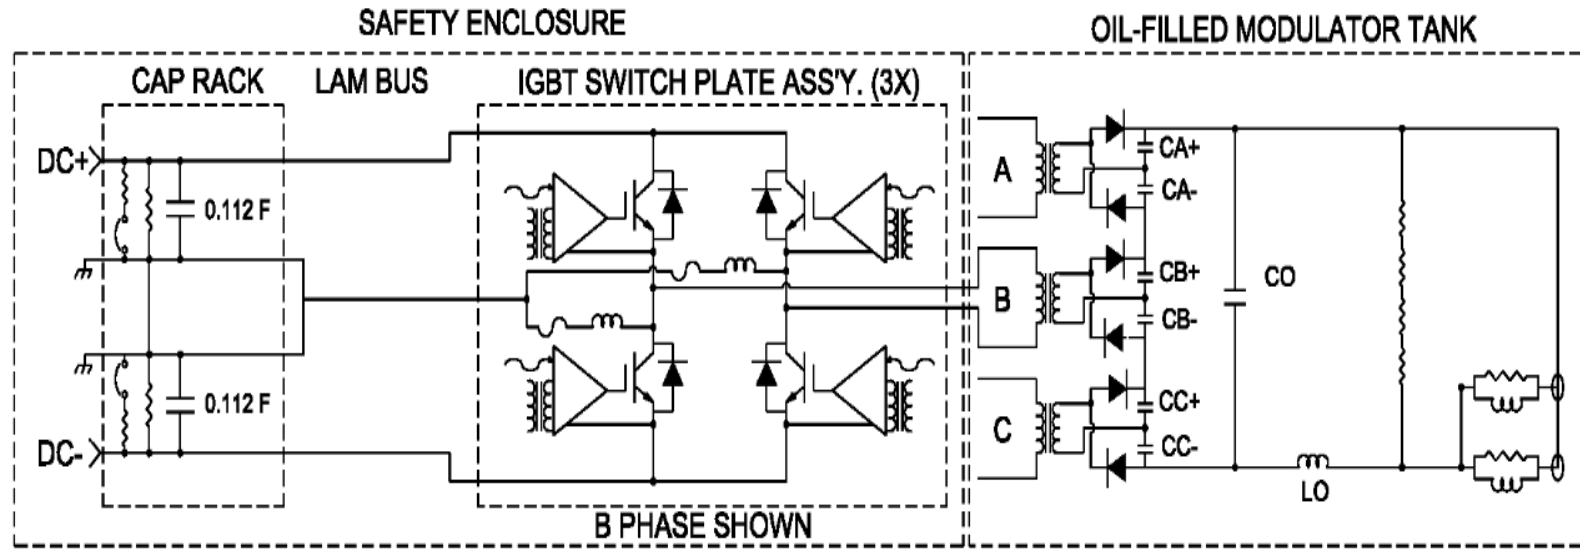 SAFETY ENCLOSURE
OIL-FILLED MODULATOR TANK
CAP RACK
LAM BUS
IGBT SWITCH PLATE ASS'Y. (3X)
DC+
0.112 F
0.112 F
DC-
B PHASE SHOWN
A
CA+
CA-
B
CB+
CB-
C
CC+
CC-
CO
LO